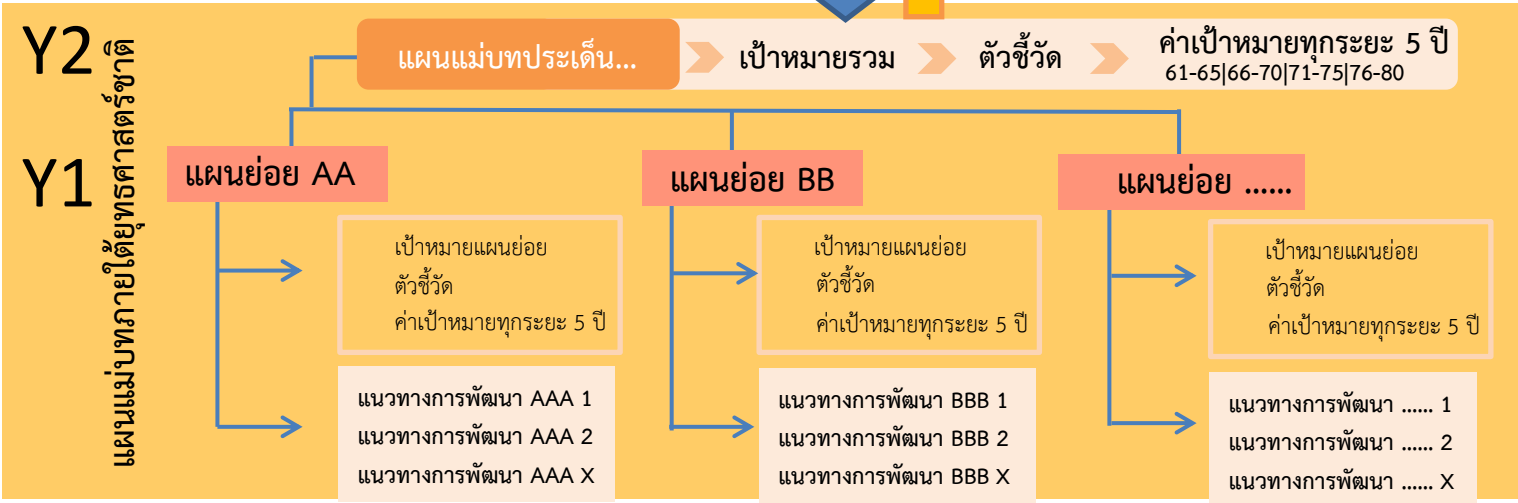 Y2
แผนแม่บทประเด็น...
เป้าหมายรวม
ตัวชี้วัด
ค่าเป้าหมายทุกระยะ 5 ปี
61-65|66-70|71-75|76-80
Y1
แผนแม่บทภายใต้ยุทธศาสตร์ชาติ
แผนย่อย AA
เป้าหมายแผนย่อย
ตัวชี้วัด
ค่าเป้าหมายทุกระยะ 5 ปี
แนวทางการพัฒนา AAA 1
แนวทางการพัฒนา AAA 2
แนวทางการพัฒนา AAA X
แผนย่อย BB
เป้าหมายแผนย่อย
ตัวชี้วัด
ค่าเป้าหมายทุกระยะ 5 ปี
แนวทางการพัฒนา BBB 1
แนวทางการพัฒนา BBB 2
แนวทางการพัฒนา BBB X
แผนย่อย ......
เป้าหมายแผนย่อย
ตัวชี้วัด
ค่าเป้าหมายทุกระยะ 5 ปี
แนวทางการพัฒนา ...... 1
แนวทางการพัฒนา ...... 2
แนวทางการพัฒนา ...... X